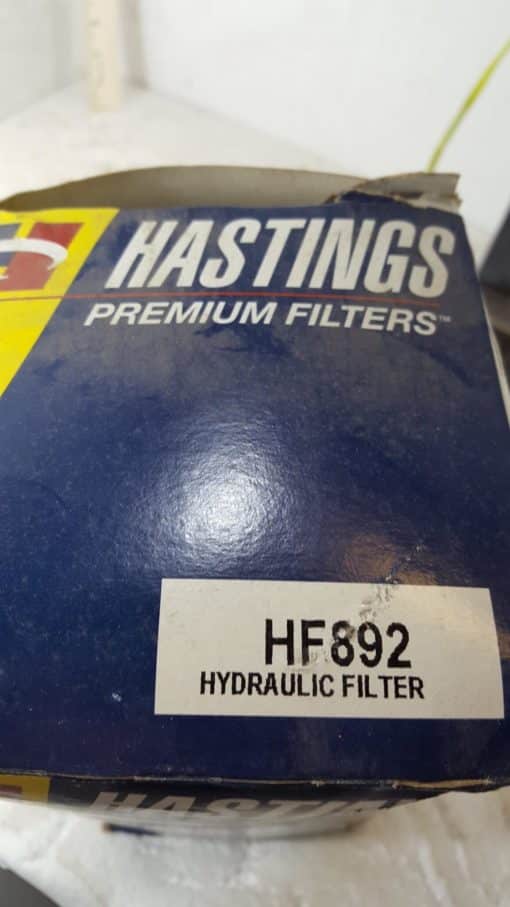 HASTINGS
PREMIUM FILTERS™
HF892
HYDRAULIC FILTER